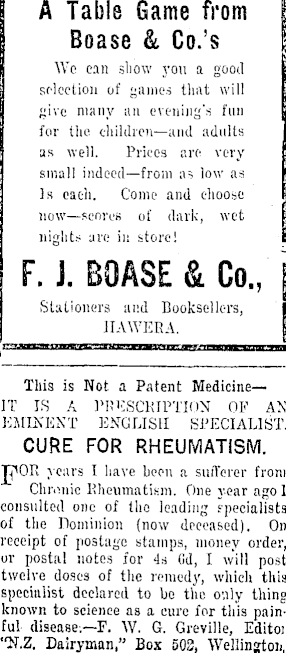 A Table Game from
Boase & Co.'s
We can show you a good
selection of games that will
give many an evening's fun
for the children—and adults
as well. Prices are very
small indeed—from as low as
1s each. Come and choose
now—scores of dark, wet
nights are in store!
F. J. BOASE & Co.,
Stationers and Booksellers,
HAWERA.
This is Not a Patent Medicine—
IT IS A PRESCRIPTION OF AN
EMINENT ENGLISH SPECIALIST.
CURE FOR RHEUMATISM.
FOR years I have been a sufferer from
Chronic Rheumatism. One year ago I
consulted one of the leading specialists
of the Dominion (now deceased). On
receipt of postage stamps, money order,
or postal notes for 4s 6d, I will post
twelve doses of the remedy, which this
specialist declared to be the only thing
known to science as a cure for this pain-
ful disease.—F. W. G. Greville, Editor
"N.Z. Dairyman," Box 502, Wellington,